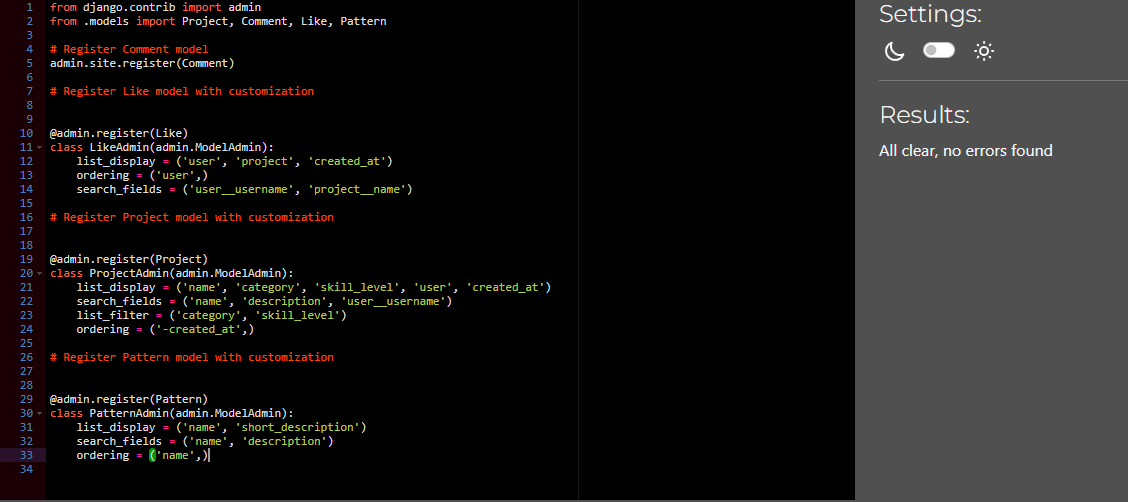 1 from django.contrib import admin
2 from .models import Project, Comment, Like, Pattern
3
4 # Register Comment model
5 admin.site.register(Comment)
6
7 # Register Like model with customization
8
9
10 @admin.register(Like)
11 class LikeAdmin(admin.ModelAdmin):
12     list_display = ('user', 'project', 'created_at')
13     ordering = ('user',)
14     search_fields = ('user__username', 'project__name')
15
16 # Register Project model with customization
17
18
19 @admin.register(Project)
20 class ProjectAdmin(admin.ModelAdmin):
21     list_display = ('name', 'category', 'skill_level', 'user', 'created_at')
22     search_fields = ('name', 'description', 'user__username')
23     list_filter = ('category', 'skill_level')
24     ordering = ('-created_at',)
25
26 # Register Pattern model with customization
27
28
29 @admin.register(Pattern)
30 class PatternAdmin(admin.ModelAdmin):
31     list_display = ('name', 'short_description')
32     search_fields = ('name', 'description')
33     ordering = ('name',)
34
Settings:
Results:
All clear, no errors found